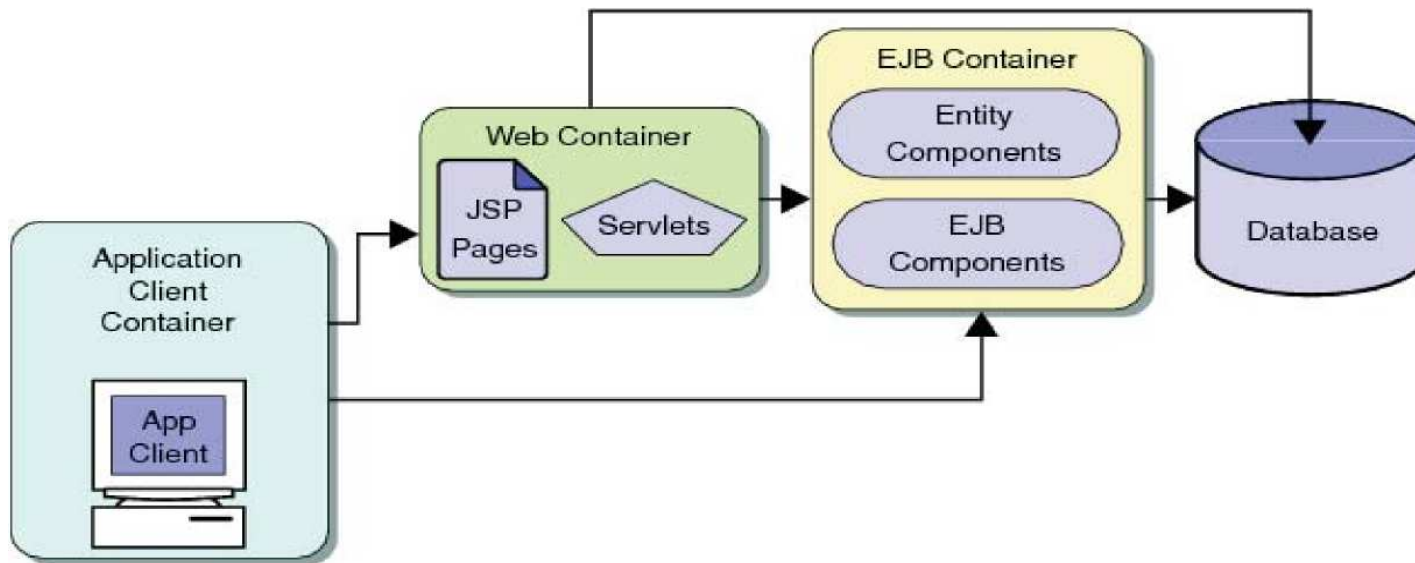 EJB Container
Entity
Components
EJB
Components
Web Container
JSP
Pages
Servlets
Database
Application
Client
Container
App
Client